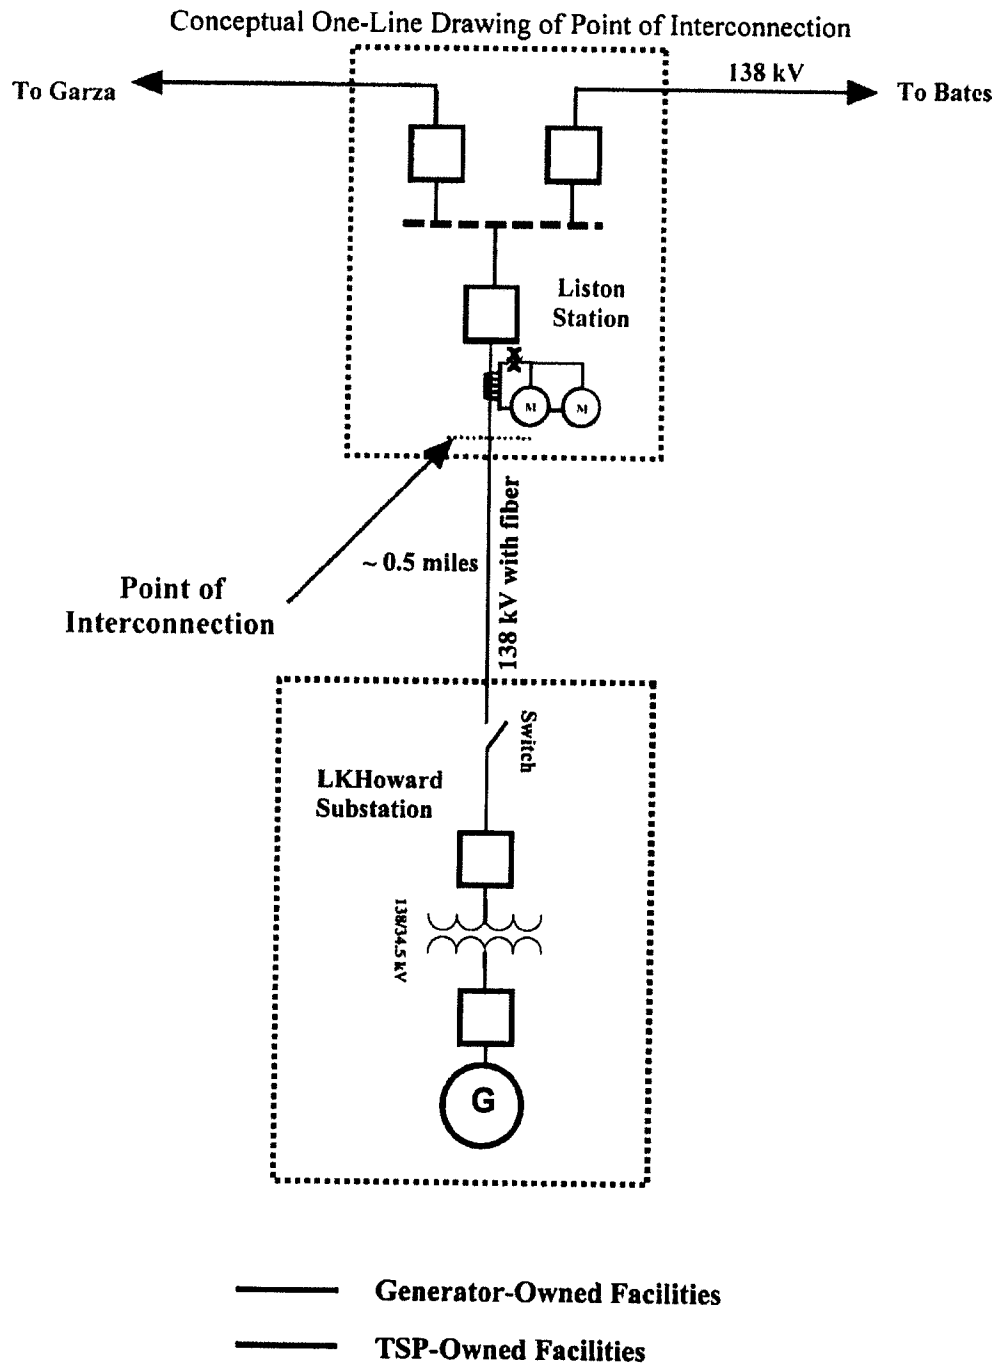 Conceptual One-Line Drawing of Point of Interconnection
To Garza
138 kV
To Bates
Liston
Station
M
M
~ 0.5 miles
138 kV with fiber
Point of
Interconnection
Switch
LKHoward
Substation
138/34.5 kV
G
Generator-Owned Facilities
TSP-Owned Facilities